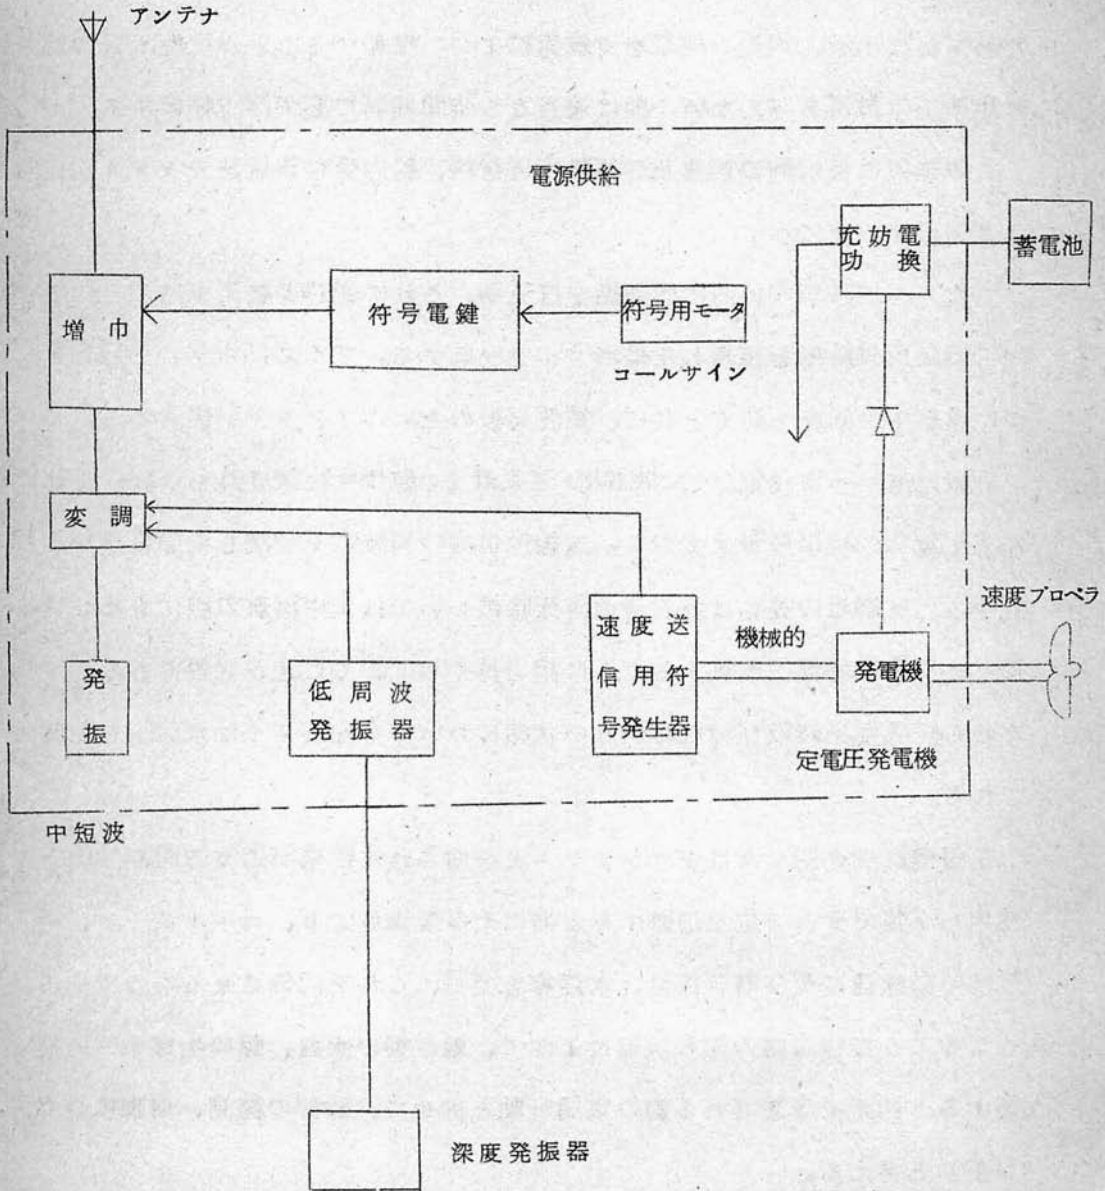 アンテナ
電源供給
充妨電
功換
蓄電池
増巾
符号電鍵
符号用モータ
コールサイン
変調
速度プロペラ
発
振
低周波
発振器
速度送
信用符
号発生器
機械的
発電機
定電圧発電機
中短波
深度発振器